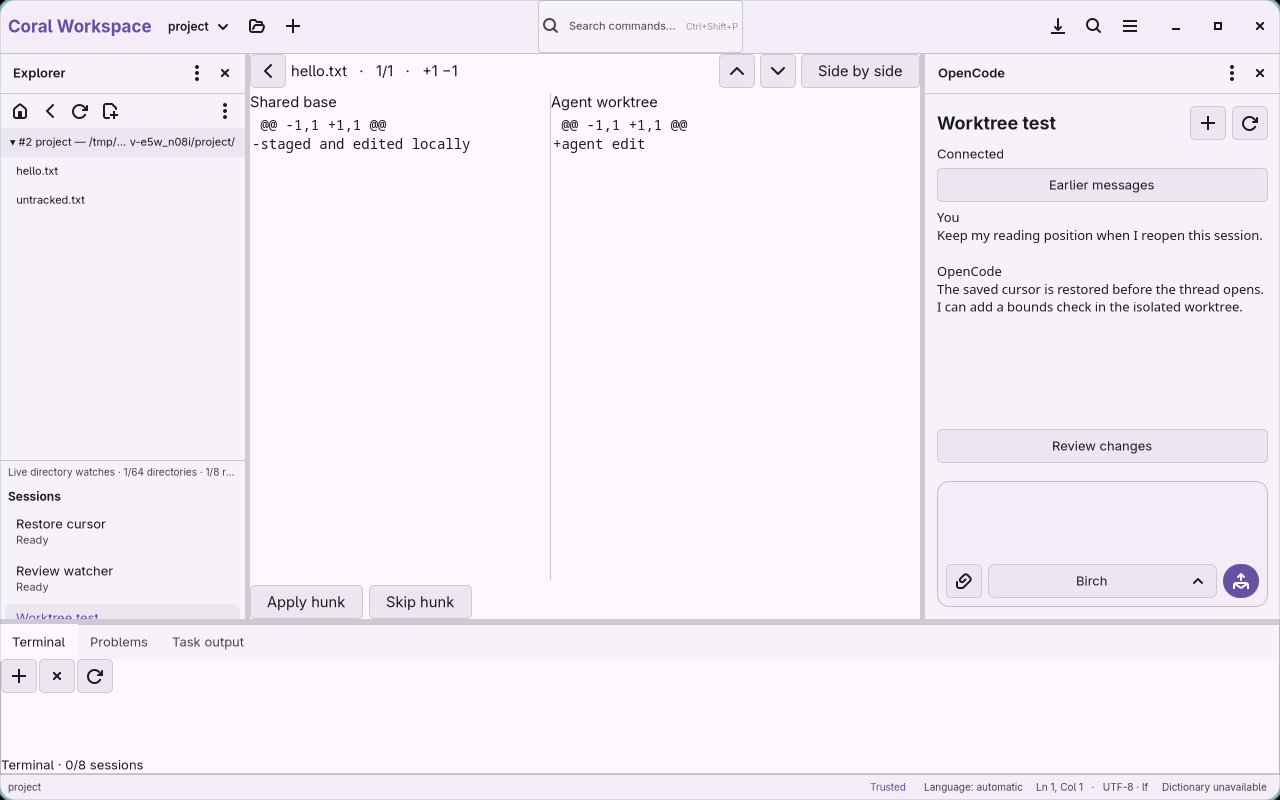 Coral Workspace
project
Search commands...
Ctrl+Shift+P
Explorer
▾ #2 project — /tmp/... v-e5w_n08i/project/
hello.txt
untracked.txt
Live directory watches · 1/64 directories · 1/8 r...
Sessions
Restore cursor
Ready
Review watcher
Ready
Worktree test
hello.txt · 1/1 · +1 −1
Side by side
Shared base
@@ -1,1 +1,1 @@
-staged and edited locally
Agent worktree
@@ -1,1 +1,1 @@
+agent edit
Apply hunk
Skip hunk
OpenCode
Worktree test
Connected
Earlier messages
You
Keep my reading position when I reopen this session.
OpenCode
The saved cursor is restored before the thread opens.
I can add a bounds check in the isolated worktree.
Review changes
Birch
Terminal
Problems
Task output
Terminal · 0/8 sessions
project
Trusted
Language: automatic
Ln 1, Col 1 · UTF-8 · lf
Dictionary unavailable